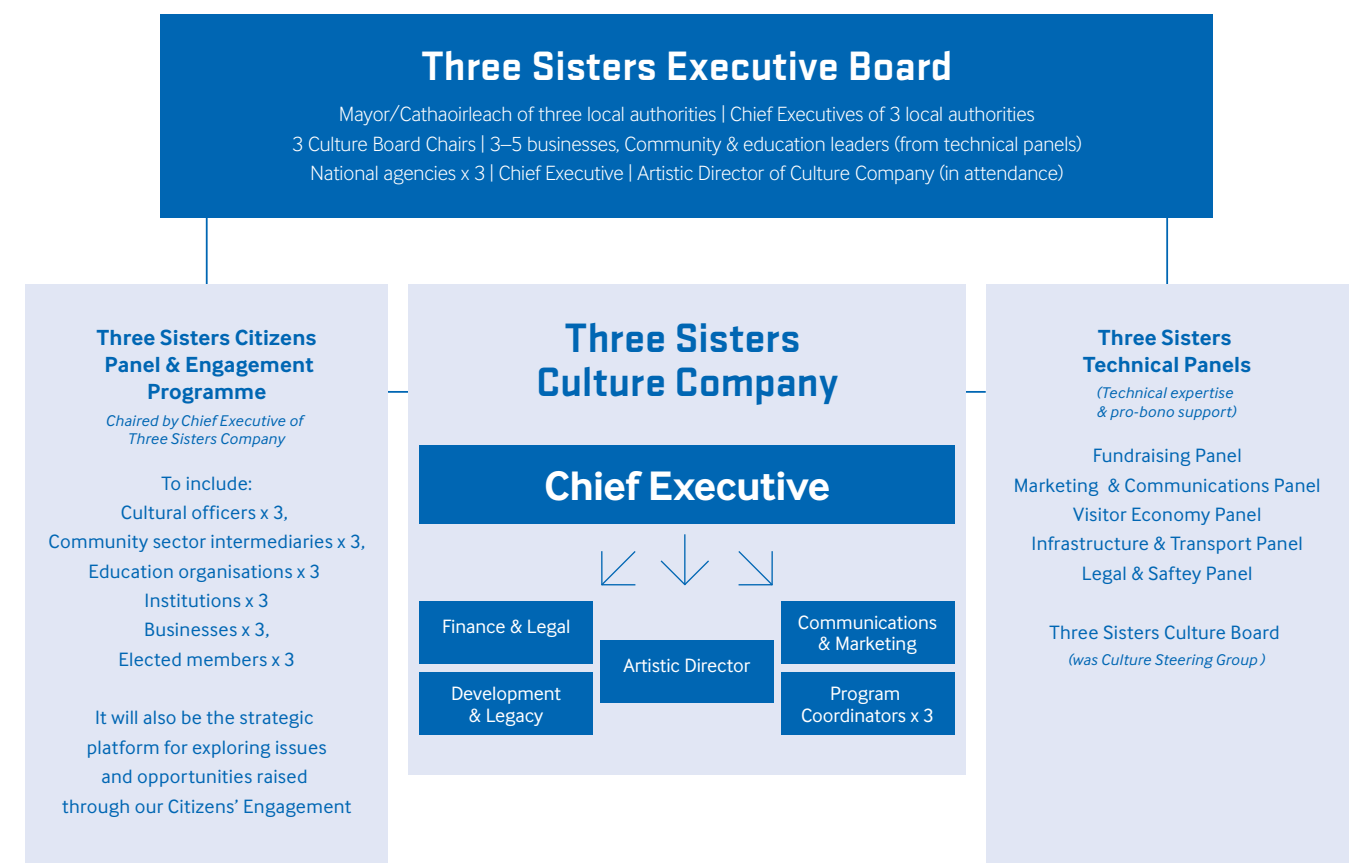 Three Sisters Executive Board
Mayor/Cathaoirleach of three local authorities | Chief Executives of 3 local authorities
3 Culture Board Chairs | 3–5 businesses, Community & education leaders (from technical panels)
National agencies x 3 | Chief Executive | Artistic Director of Culture Company (in attendance)
Three Sisters Citizens
Panel & Engagement
Programme
Chaired by Chief Executive of
Three Sisters Company
To include:
Cultural officers x 3,
Community sector intermediaries x 3,
Education organisations x 3
Institutions x 3
Businesses x 3,
Elected members x 3
It will also be the strategic
platform for exploring issues
and opportunities raised
through our Citizens’ Engagement
Three Sisters
Culture Company
Chief Executive
Finance & Legal
Development
& Legacy
Artistic Director
Communications
& Marketing
Program
Coordinators x 3
Three Sisters
Technical Panels
(Technical expertise
& pro-bono support)
Fundraising Panel
Marketing & Communications Panel
Visitor Economy Panel
Infrastructure & Transport Panel
Legal & Saftey Panel
Three Sisters Culture Board
(was Culture Steering Group )